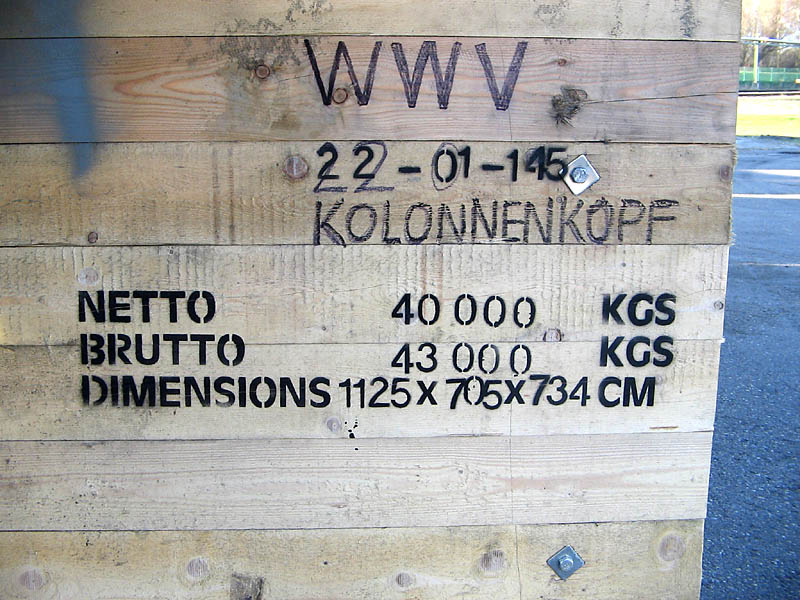 WWV
22-01-145
KOLONNENKOPF
NETTO 40 000 KGS
BRUTTO 43 000 KGS
DIMENSIONS 1125 X 705 X 734 CM